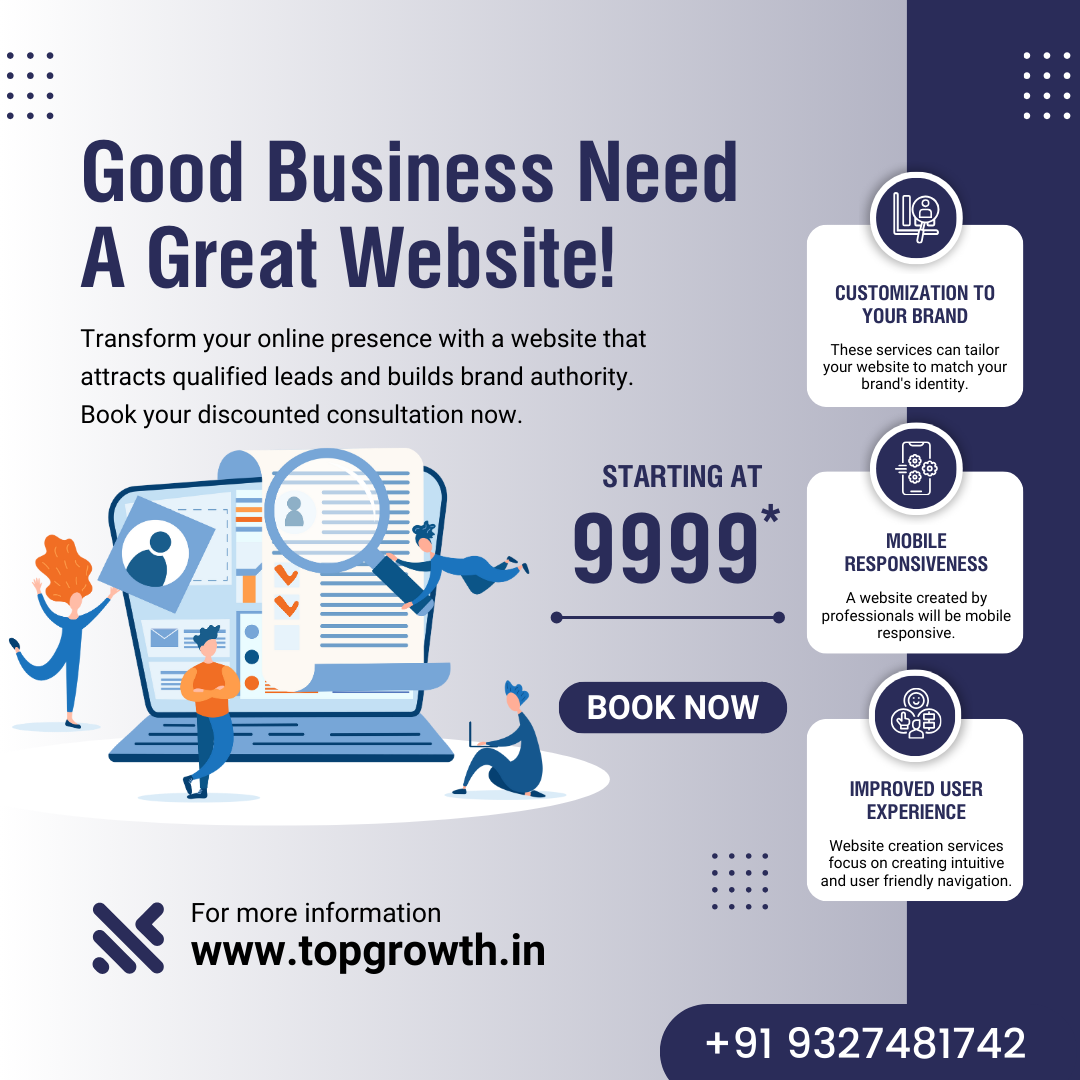 Good Business Need
A Great Website!
Transform your online presence with a website that
attracts qualified leads and builds brand authority.
Book your discounted consultation now.
STARTING AT
9999*
BOOK NOW
CUSTOMIZATION TO
YOUR BRAND
These services can tailor
your website to match your
brand's identity.
MOBILE
RESPONSIVENESS
A website created by
professionals will be mobile
responsive.
IMPROVED USER
EXPERIENCE
Website creation services
focus on creating intuitive
and user friendly navigation.
For more information
www.topgrowth.in
+91 9327481742